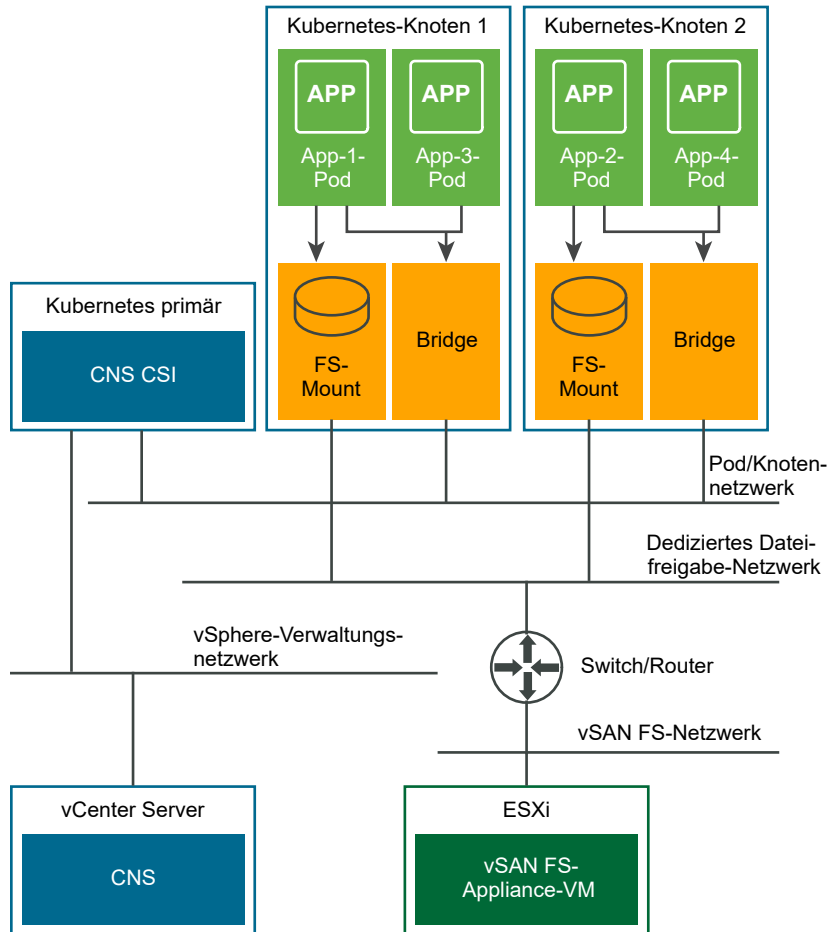 Kubernetes-Knoten 1
APP
App-1-
Pod
APP
App-3-
Pod
FS-
Mount
Bridge
Kubernetes-Knoten 2
APP
App-2-
Pod
APP
App-4-
Pod
FS-
Mount
Bridge
Kubernetes primär
CNS CSI
Pod/Knoten-
netzwerk
Dediziertes Datei-
freigabe-Netzwerk
vSphere-Verwaltungs-
netzwerk
Switch/Router
vSAN FS-Netzwerk
vCenter Server
CNS
ESXi
vSAN FS-
Appliance-VM